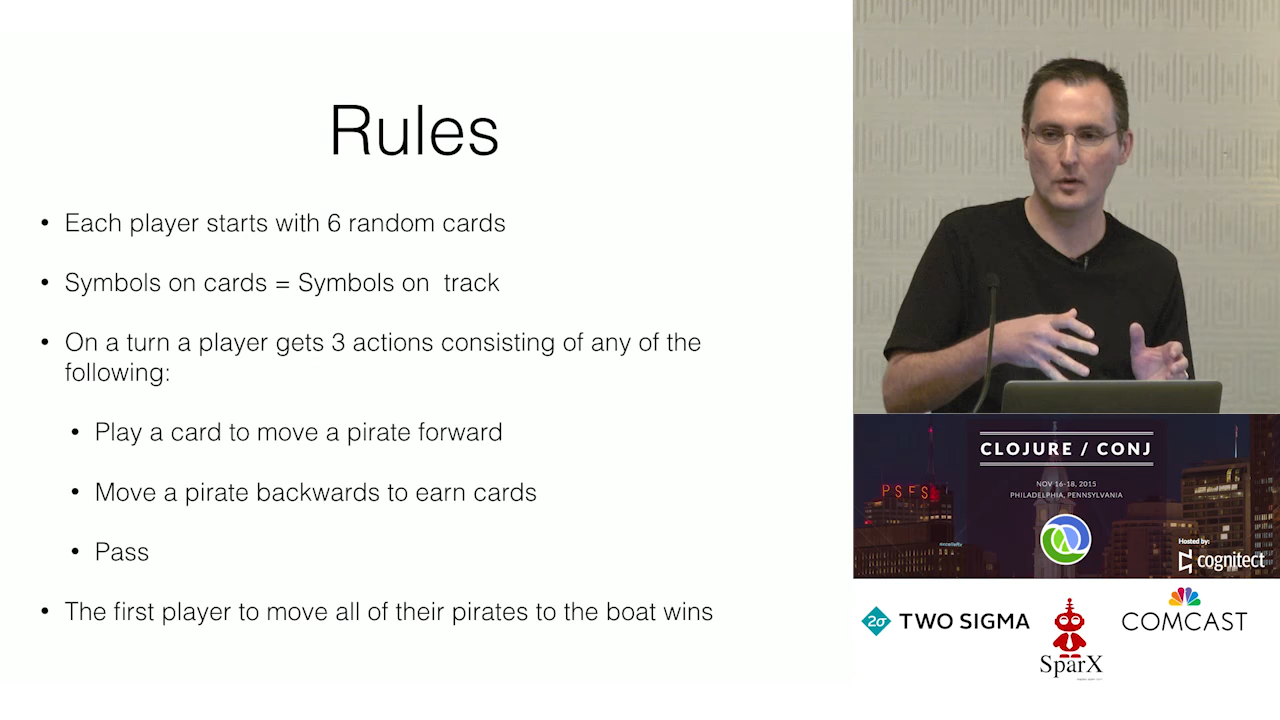 Rules
• Each player starts with 6 random cards
• Symbols on cards = Symbols on track
• On a turn a player gets 3 actions consisting of any of the
following:
• Play a card to move a pirate forward
• Move a pirate backwards to earn cards
• Pass
• The first player to move all of their pirates to the boat wins
CLOJURE / CONJ
NOV 16-18, 2015
PHILADELPHIA, PENNSYLVANIA
PSFS
Hosted by:
cognitect
2σ TWO SIGMA
SparX
COMCAST